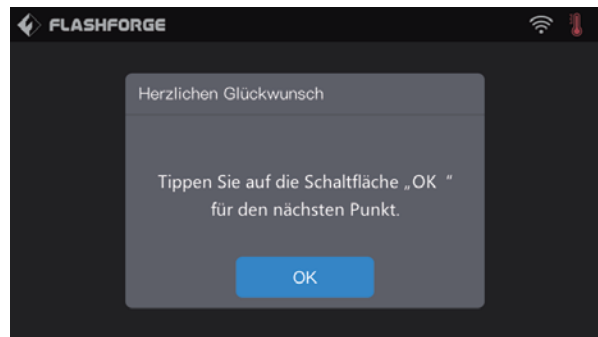 FLASHFORGE
Herzlichen Glückwunsch
Tippen Sie auf die Schaltfläche „OK “
für den nächsten Punkt.
OK